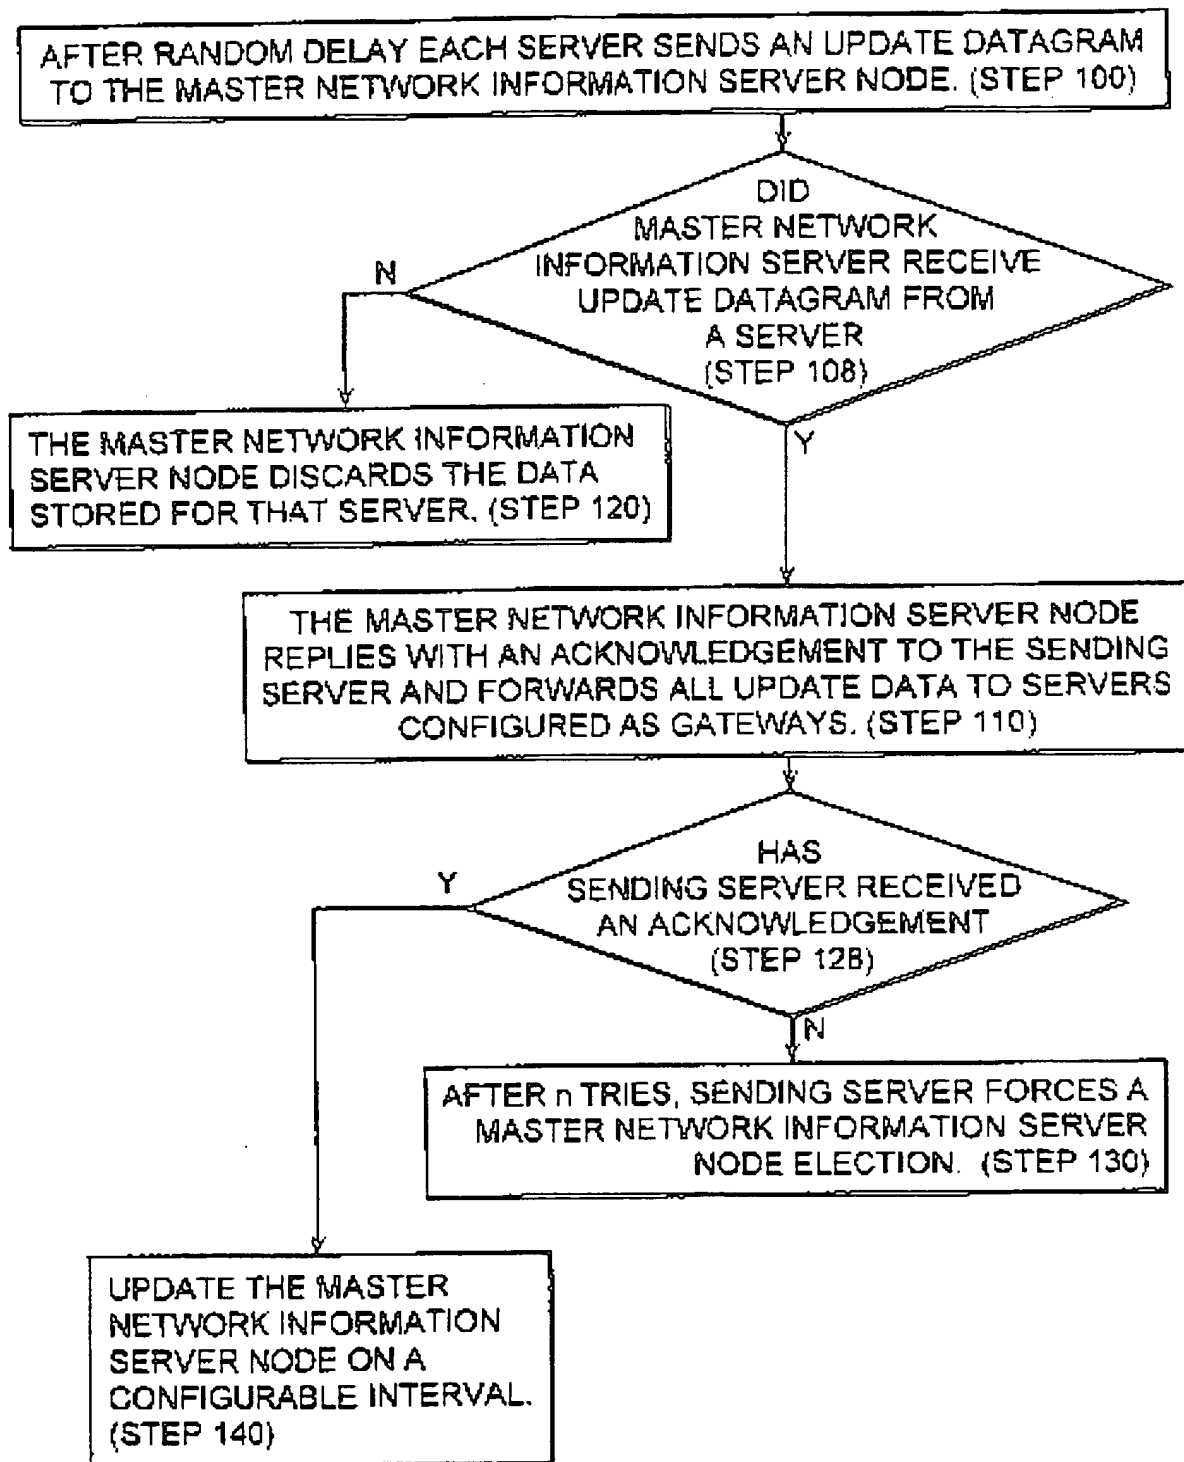 AFTER RANDOM DELAY EACH SERVER SENDS AN UPDATE DATAGRAM
TO THE MASTER NETWORK INFORMATION SERVER NODE. (STEP 100)
DID
MASTER NETWORK
INFORMATION SERVER RECEIVE
UPDATE DATAGRAM FROM
A SERVER
(STEP 108)
N
Y
THE MASTER NETWORK INFORMATION
SERVER NODE DISCARDS THE DATA
STORED FOR THAT SERVER. (STEP 120)
THE MASTER NETWORK INFORMATION SERVER NODE
REPLIES WITH AN ACKNOWLEDGEMENT TO THE SENDING
SERVER AND FORWARDS ALL UPDATE DATA TO SERVERS
CONFIGURED AS GATEWAYS. (STEP 110)
HAS
SENDING SERVER RECEIVED
AN ACKNOWLEDGEMENT
(STEP 128)
Y
N
AFTER n TRIES, SENDING SERVER FORCES A
MASTER NETWORK INFORMATION SERVER
NODE ELECTION. (STEP 130)
UPDATE THE MASTER
NETWORK INFORMATION
SERVER NODE ON A
CONFIGURABLE INTERVAL.
(STEP 140)